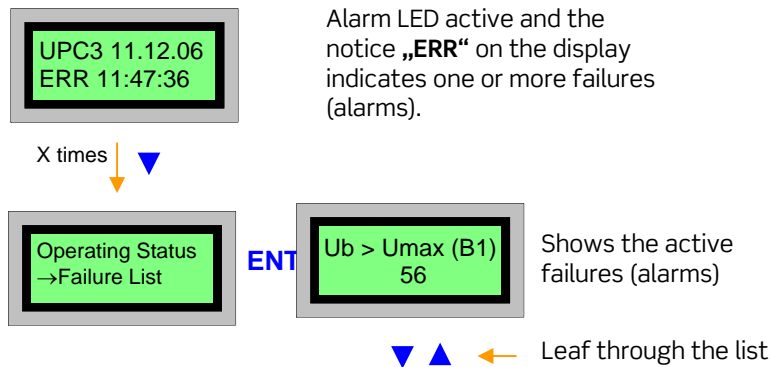 UPC3 11.12.06
ERR 11:47:36
Alarm LED active and the
notice „ERR“ on the display
indicates one or more failures
(alarms).
X times
Operating Status
→Failure List
ENT
Ub > Umax (B1)
56
Shows the active
failures (alarms)
Leaf through the list